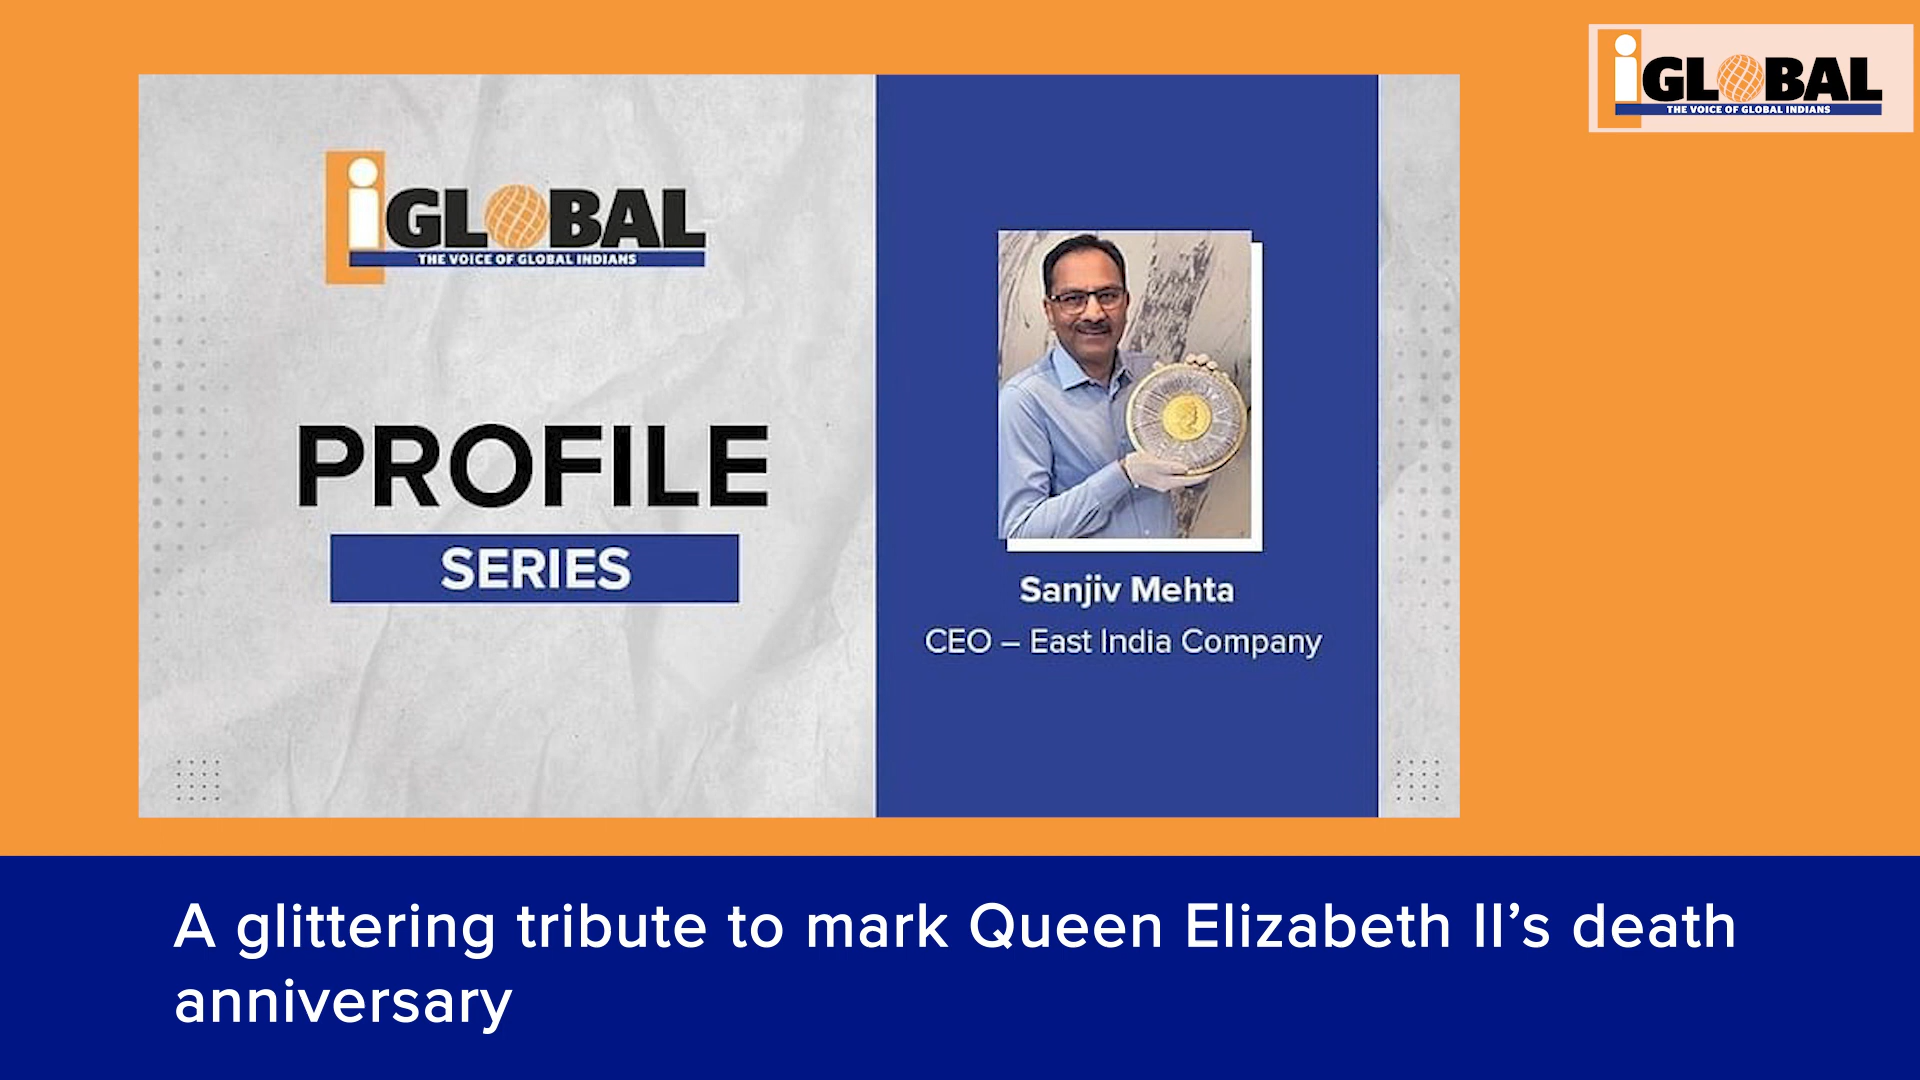 iGLOBAL
THE VOICE OF GLOBAL INDIANS
iGLOBAL
THE VOICE OF GLOBAL INDIANS
PROFILE
SERIES
Sanjiv Mehta
CEO – East India Company
A glittering tribute to mark Queen Elizabeth II’s death
anniversary